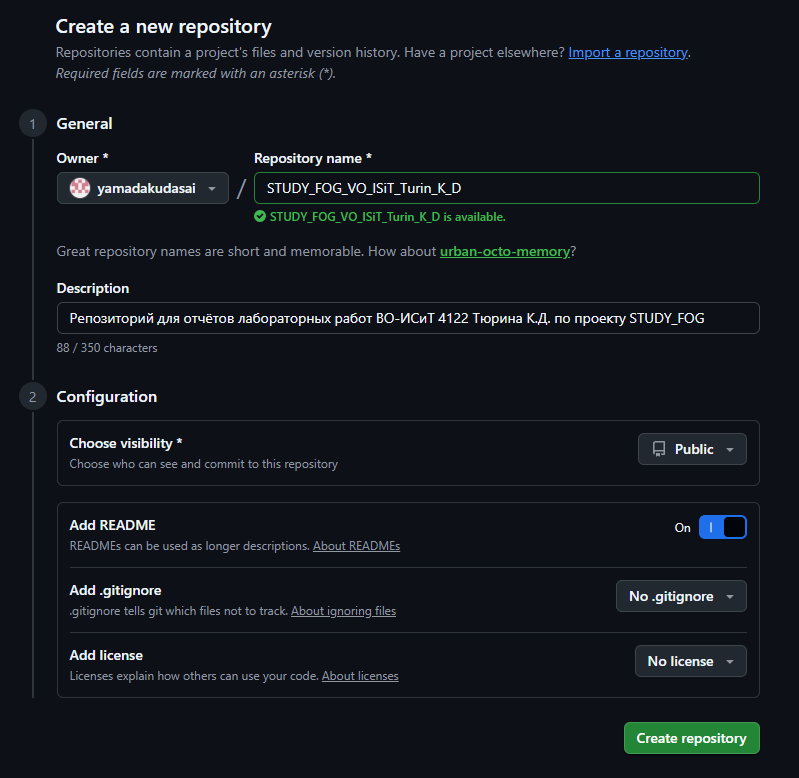 Create a new repository
Repositories contain a project's files and version history. Have a project elsewhere? Import a repository.
Required fields are marked with an asterisk (*).
1 General
Owner * Repository name *
yamadakudasai / STUDY_FOG_VO_ISiT_Turin_K_D
STUDY_FOG_VO_ISiT_Turin_K_D is available.
Great repository names are short and memorable. How about urban-octo-memory?
Description
Репозиторий для отчётов лабораторных работ ВО-ИСиТ 4122 Тюрина К.Д. по проекту STUDY_FOG
88 / 350 characters
2 Configuration
Choose visibility * Public
Choose who can see and commit to this repository
Add README On
READMEs can be used as longer descriptions. About READMEs
Add .gitignore No .gitignore
.gitignore tells git which files not to track. About ignoring files
Add license No license
Licenses explain how others can use your code. About licenses
Create repository